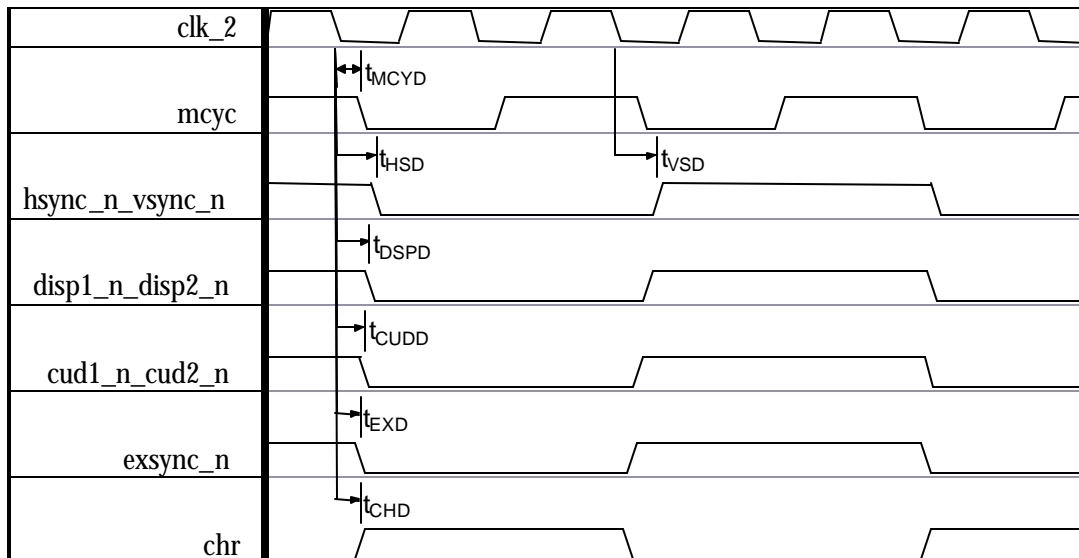 clk_2
tMCYD
mcyc
tHSD
tVSD
hsync_n_vsync_n
tDSPD
disp1_n_disp2_n
tCUDD
cud1_n_cud2_n
tEXD
exsync_n
tCHD
chr